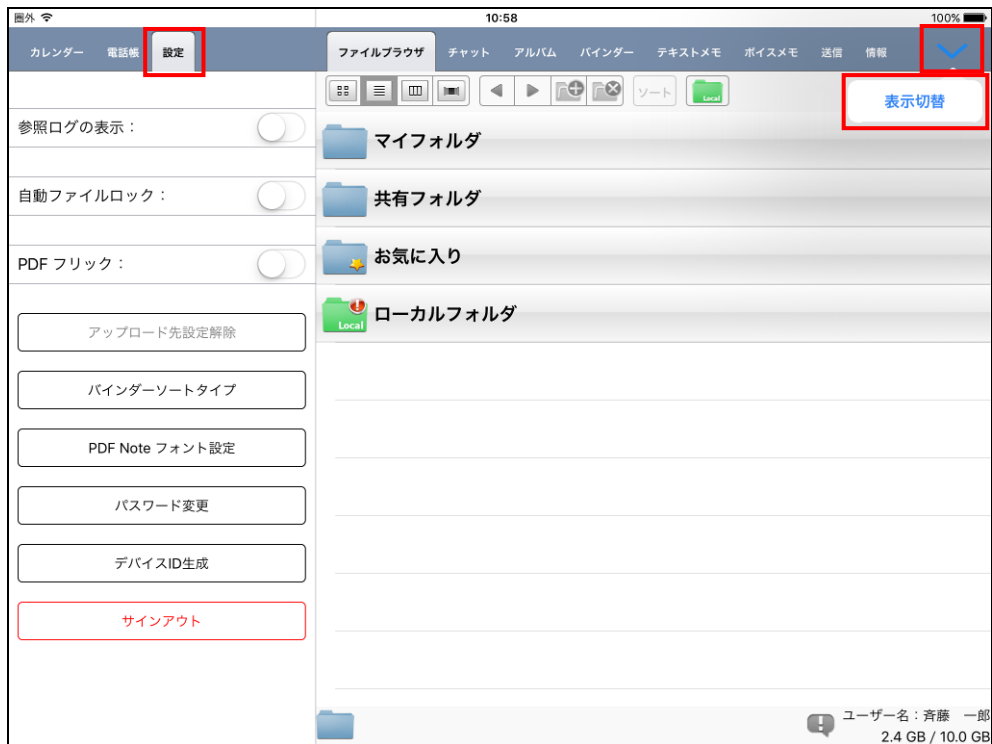 圏外 10:58 100%
カレンダー 電話帳 設定 ファイルブラウザ チャット アルバム バインダー テキストメモ ボイスメモ 送信 情報
ソート Local 表示切替
参照ログの表示：
マイフォルダ
自動ファイルロック：
共有フォルダ
PDF フリック：
お気に入り
Local ローカルフォルダ
アップロード先設定解除
バインダーソートタイプ
PDF Note フォント設定
パスワード変更
デバイスID生成
サインアウト
ユーザー名：斉藤　一郎
2.4 GB / 10.0 GB